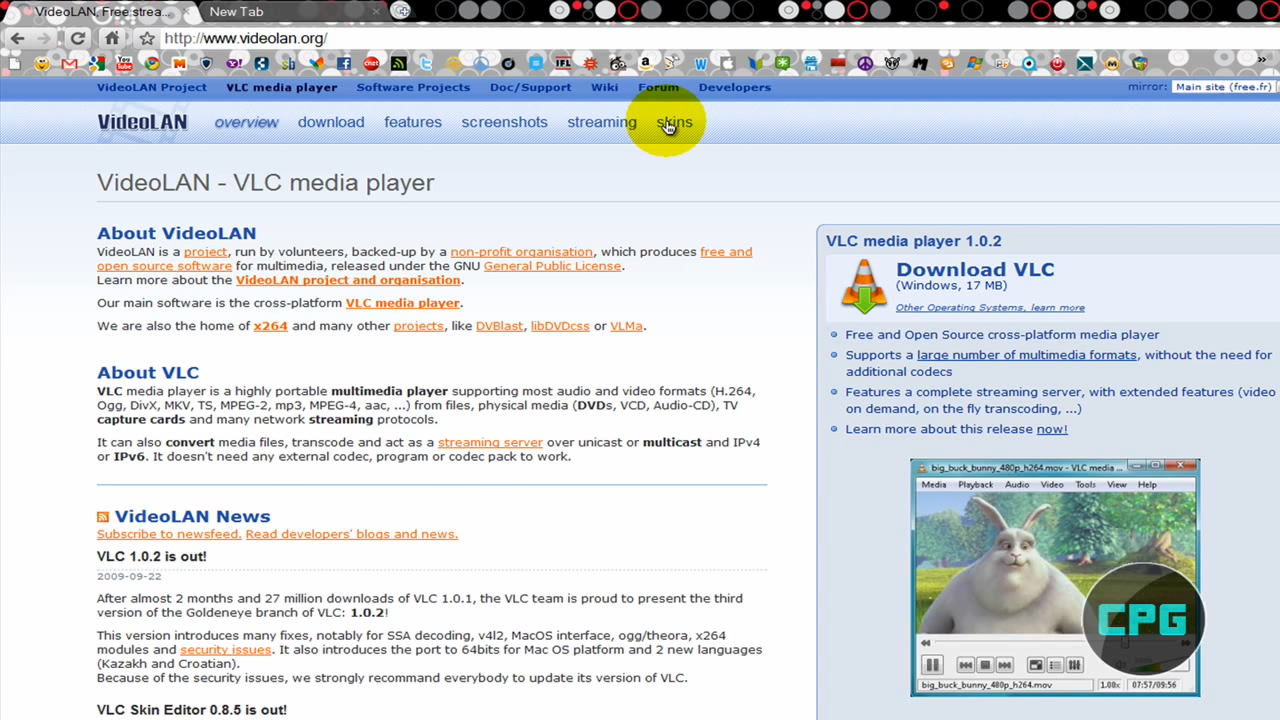 VideoLAN, Free strea...
New Tab
http://www.videolan.org/
VideoLAN Project VLC media player Software Projects Doc/Support Wiki Forum Developers mirror: Main site (free.fr)
VideoLAN overview download features screenshots streaming skins
VideoLAN - VLC media player
About VideoLAN
VideoLAN is a project, run by volunteers, backed-up by a non-profit organisation, which produces free and
open source software for multimedia, released under the GNU General Public License.
Learn more about the VideoLAN project and organisation.
Our main software is the cross-platform VLC media player.
We are also the home of x264 and many other projects, like DVBlast, libDVDcss or VLMa.
About VLC
VLC media player is a highly portable multimedia player supporting most audio and video formats (H.264,
Ogg, DivX, MKV, TS, MPEG-2, mp3, MPEG-4, aac, ...) from files, physical media (DVDs, VCD, Audio-CD), TV
capture cards and many network streaming protocols.
It can also convert media files, transcode and act as a streaming server over unicast or multicast and IPv4
or IPv6. It doesn't need any external codec, program or codec pack to work.
VideoLAN News
Subscribe to newsfeed. Read developers' blogs and news.
VLC 1.0.2 is out!
2009-09-22
After almost 2 months and 27 million downloads of VLC 1.0.1, the VLC team is proud to present the third
version of the Goldeneye branch of VLC: 1.0.2!
This version introduces many fixes, notably for SSA decoding, v4l2, MacOS interface, ogg/theora, x264
modules and security issues. It also introduces the port to 64bits for Mac OS platform and 2 new languages
(Kazakh and Croatian).
Because of the security issues, we strongly recommend everybody to update its version of VLC.
VLC Skin Editor 0.8.5 is out!
VLC media player 1.0.2
Download VLC
(Windows, 17 MB)
Other Operating Systems, learn more
Free and Open Source cross-platform media player
Supports a large number of multimedia formats, without the need for
additional codecs
Features a complete streaming server, with extended features (video
on demand, on the fly transcoding, ...)
Learn more about this release now!
big_buck_bunny_480p_h264.mov - VLC media ...
Media Playback Audio Video Tools View Help
CPG
big_buck_bunny_480p_h264.mov 1.00x 07:57/09:56